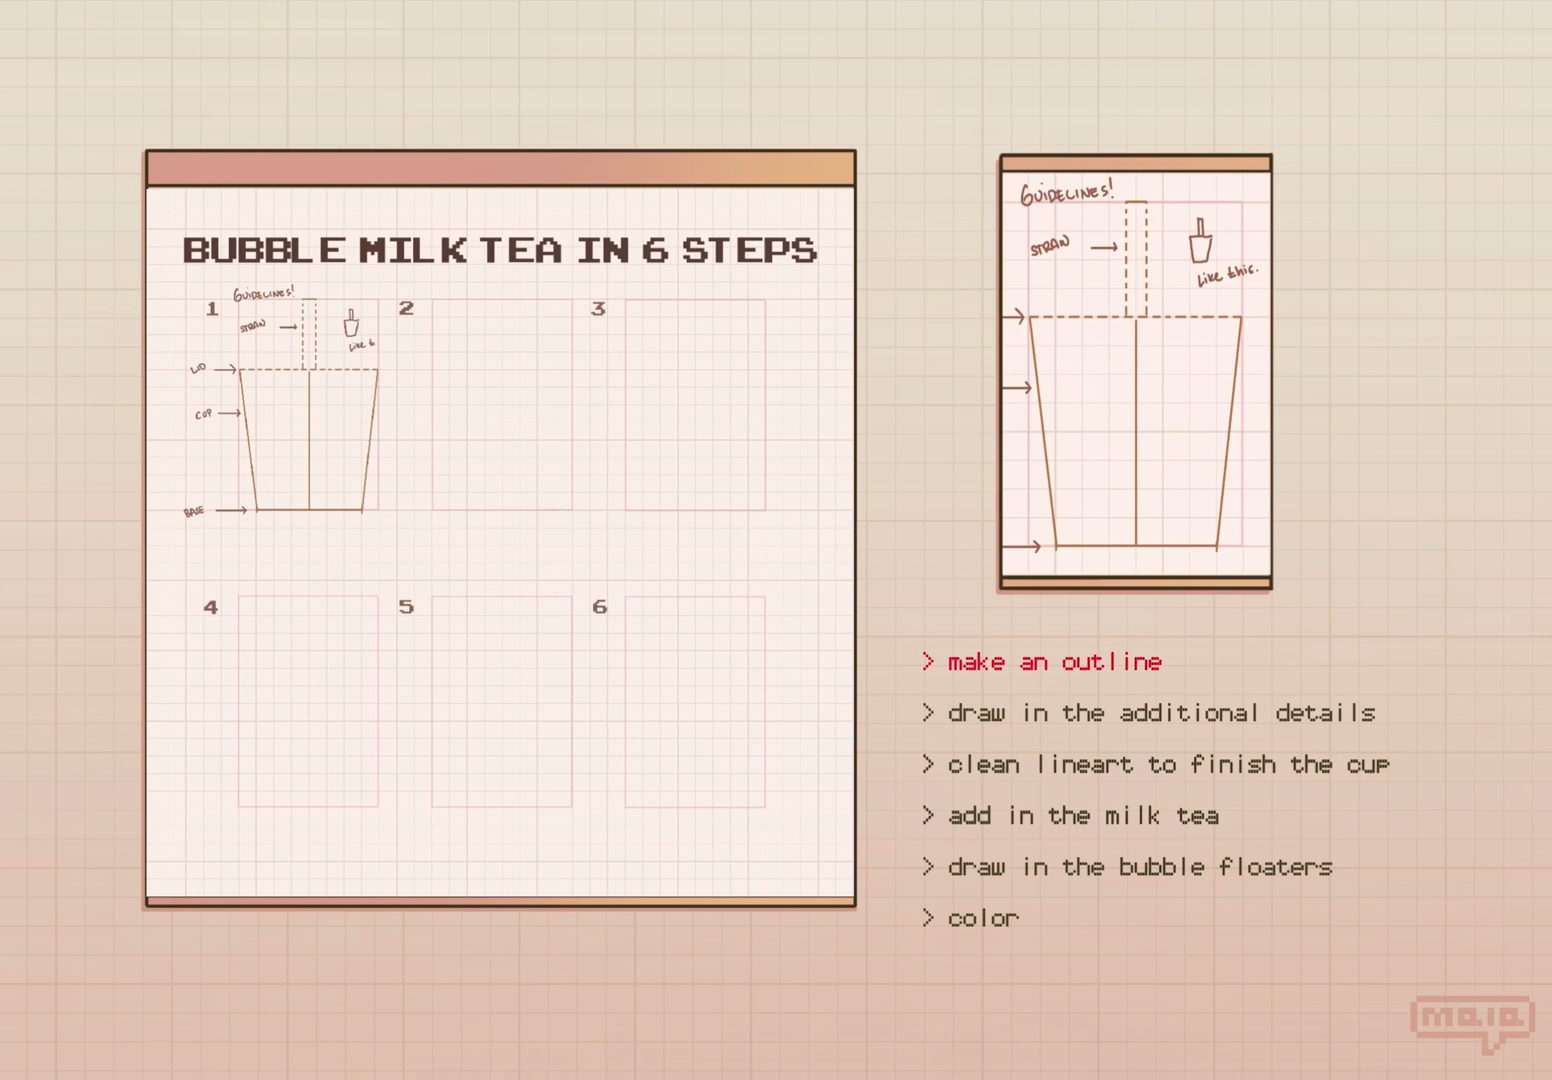 BUBBLE MILK TEA IN 6 STEPS
1
GUIDELINES!
STRAW
Like t
LID
CUP
BASE
2
3
4
5
6
GUIDELINES!
STRAW
Like this.
> make an outline
> draw in the additional details
> clean lineart to finish the cup
> add in the milk tea
> draw in the bubble floaters
> color
maia